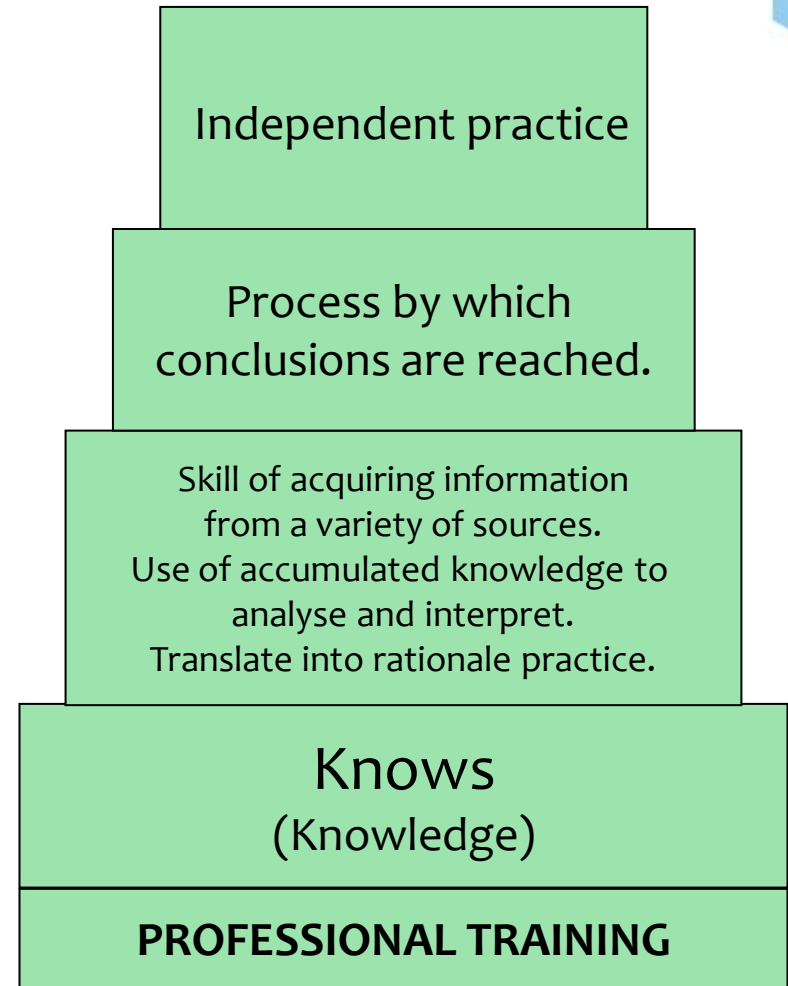 Independent practice
Process by which
conclusions are reached.
Skill of acquiring information
from a variety of sources.
Use of accumulated knowledge to
analyse and interpret.
Translate into rationale practice.
Knows
(Knowledge)
PROFESSIONAL TRAINING